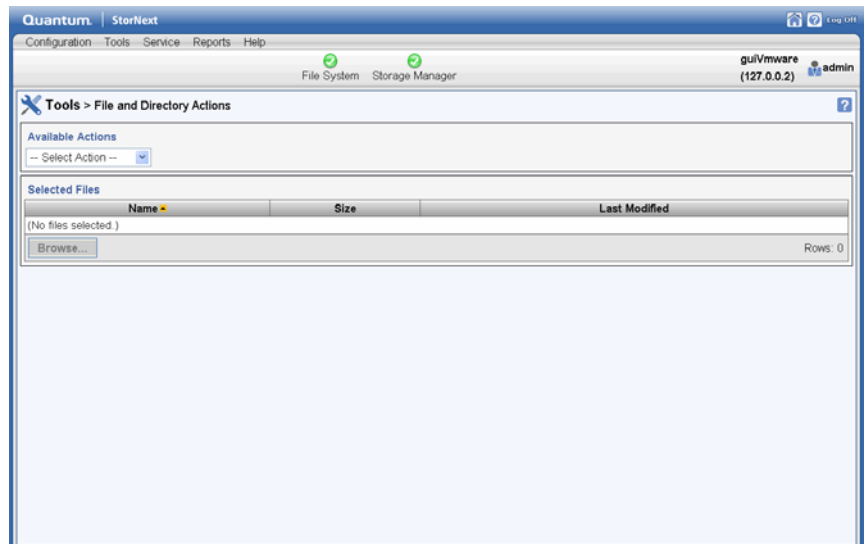 Quantum. | StorNext Log Off
Configuration Tools Service Reports Help
File System Storage Manager
guiVmware
(127.0.0.2)
admin
Tools > File and Directory Actions
Available Actions
-- Select Action --
Selected Files
Name Size Last Modified
(No files selected.)
Browse... Rows: 0